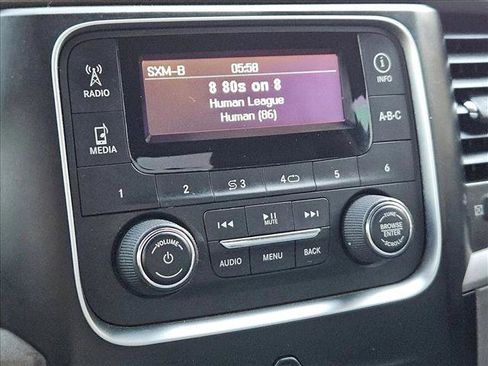 SXM-B 05:58
8 80s on 8
Human League
Human (86)
RADIO
MEDIA
INFO
A-B-C
1 2 3 4 5 6
VOLUME
MUTE
AUDIO MENU BACK
TUNE
BROWSE
ENTER
SCROLL